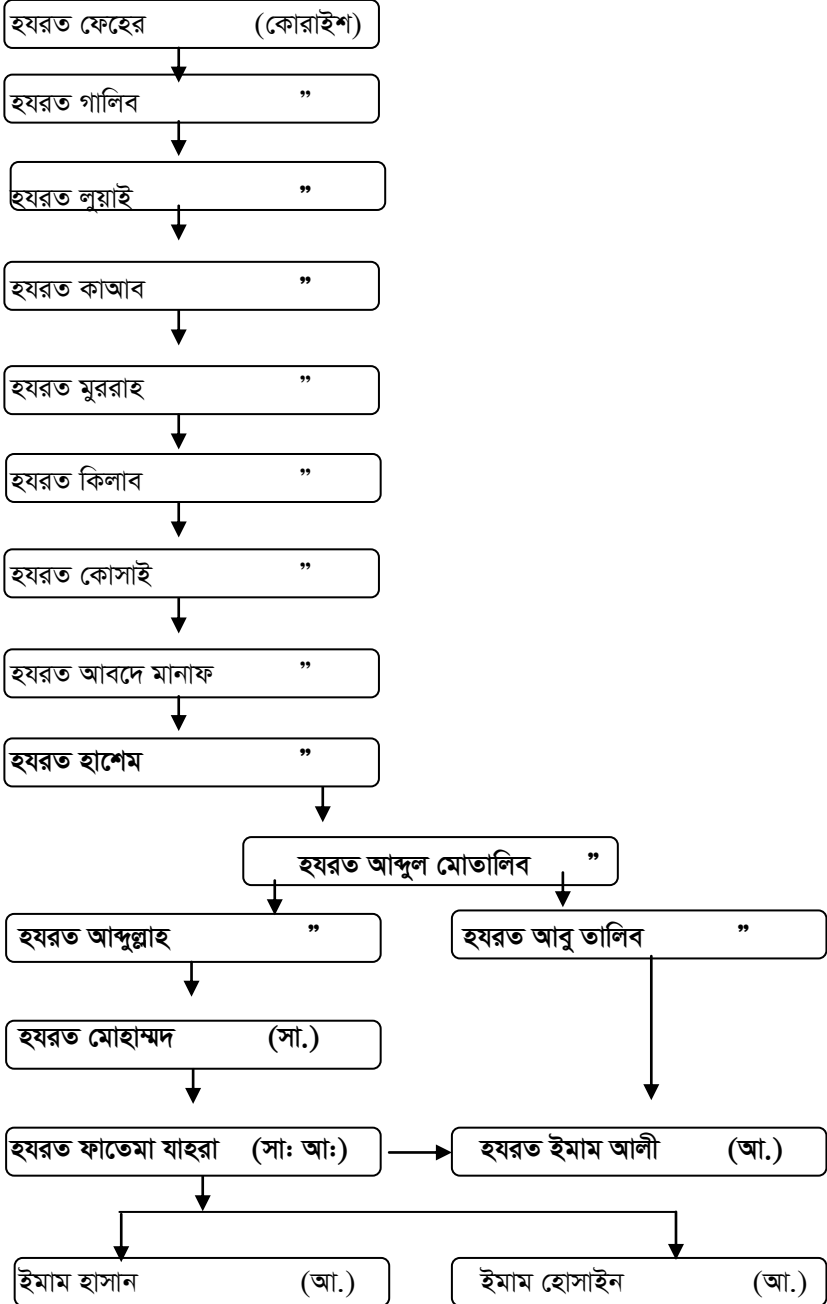 হযরত ফেহের (কোরাইশ)
হযরত গালিব ”
হযরত লুয়াই ”
হযরত কাআব ”
হযরত মুররাহ ”
হযরত কিলাব ”
হযরত কোসাই ”
হযরত আবদে মানাফ ”
হযরত হাশেম ”
হযরত আব্দুল মোতালিব ”
হযরত আব্দুল্লাহ ” হযরত আবু তালিব ”
হযরত মোহাম্মদ (সা.)
হযরত ফাতেমা যাহরা (সা: আ:) হযরত ইমাম আলী (আ.)
ইমাম হাসান (আ.) ইমাম হোসাইন (আ.)